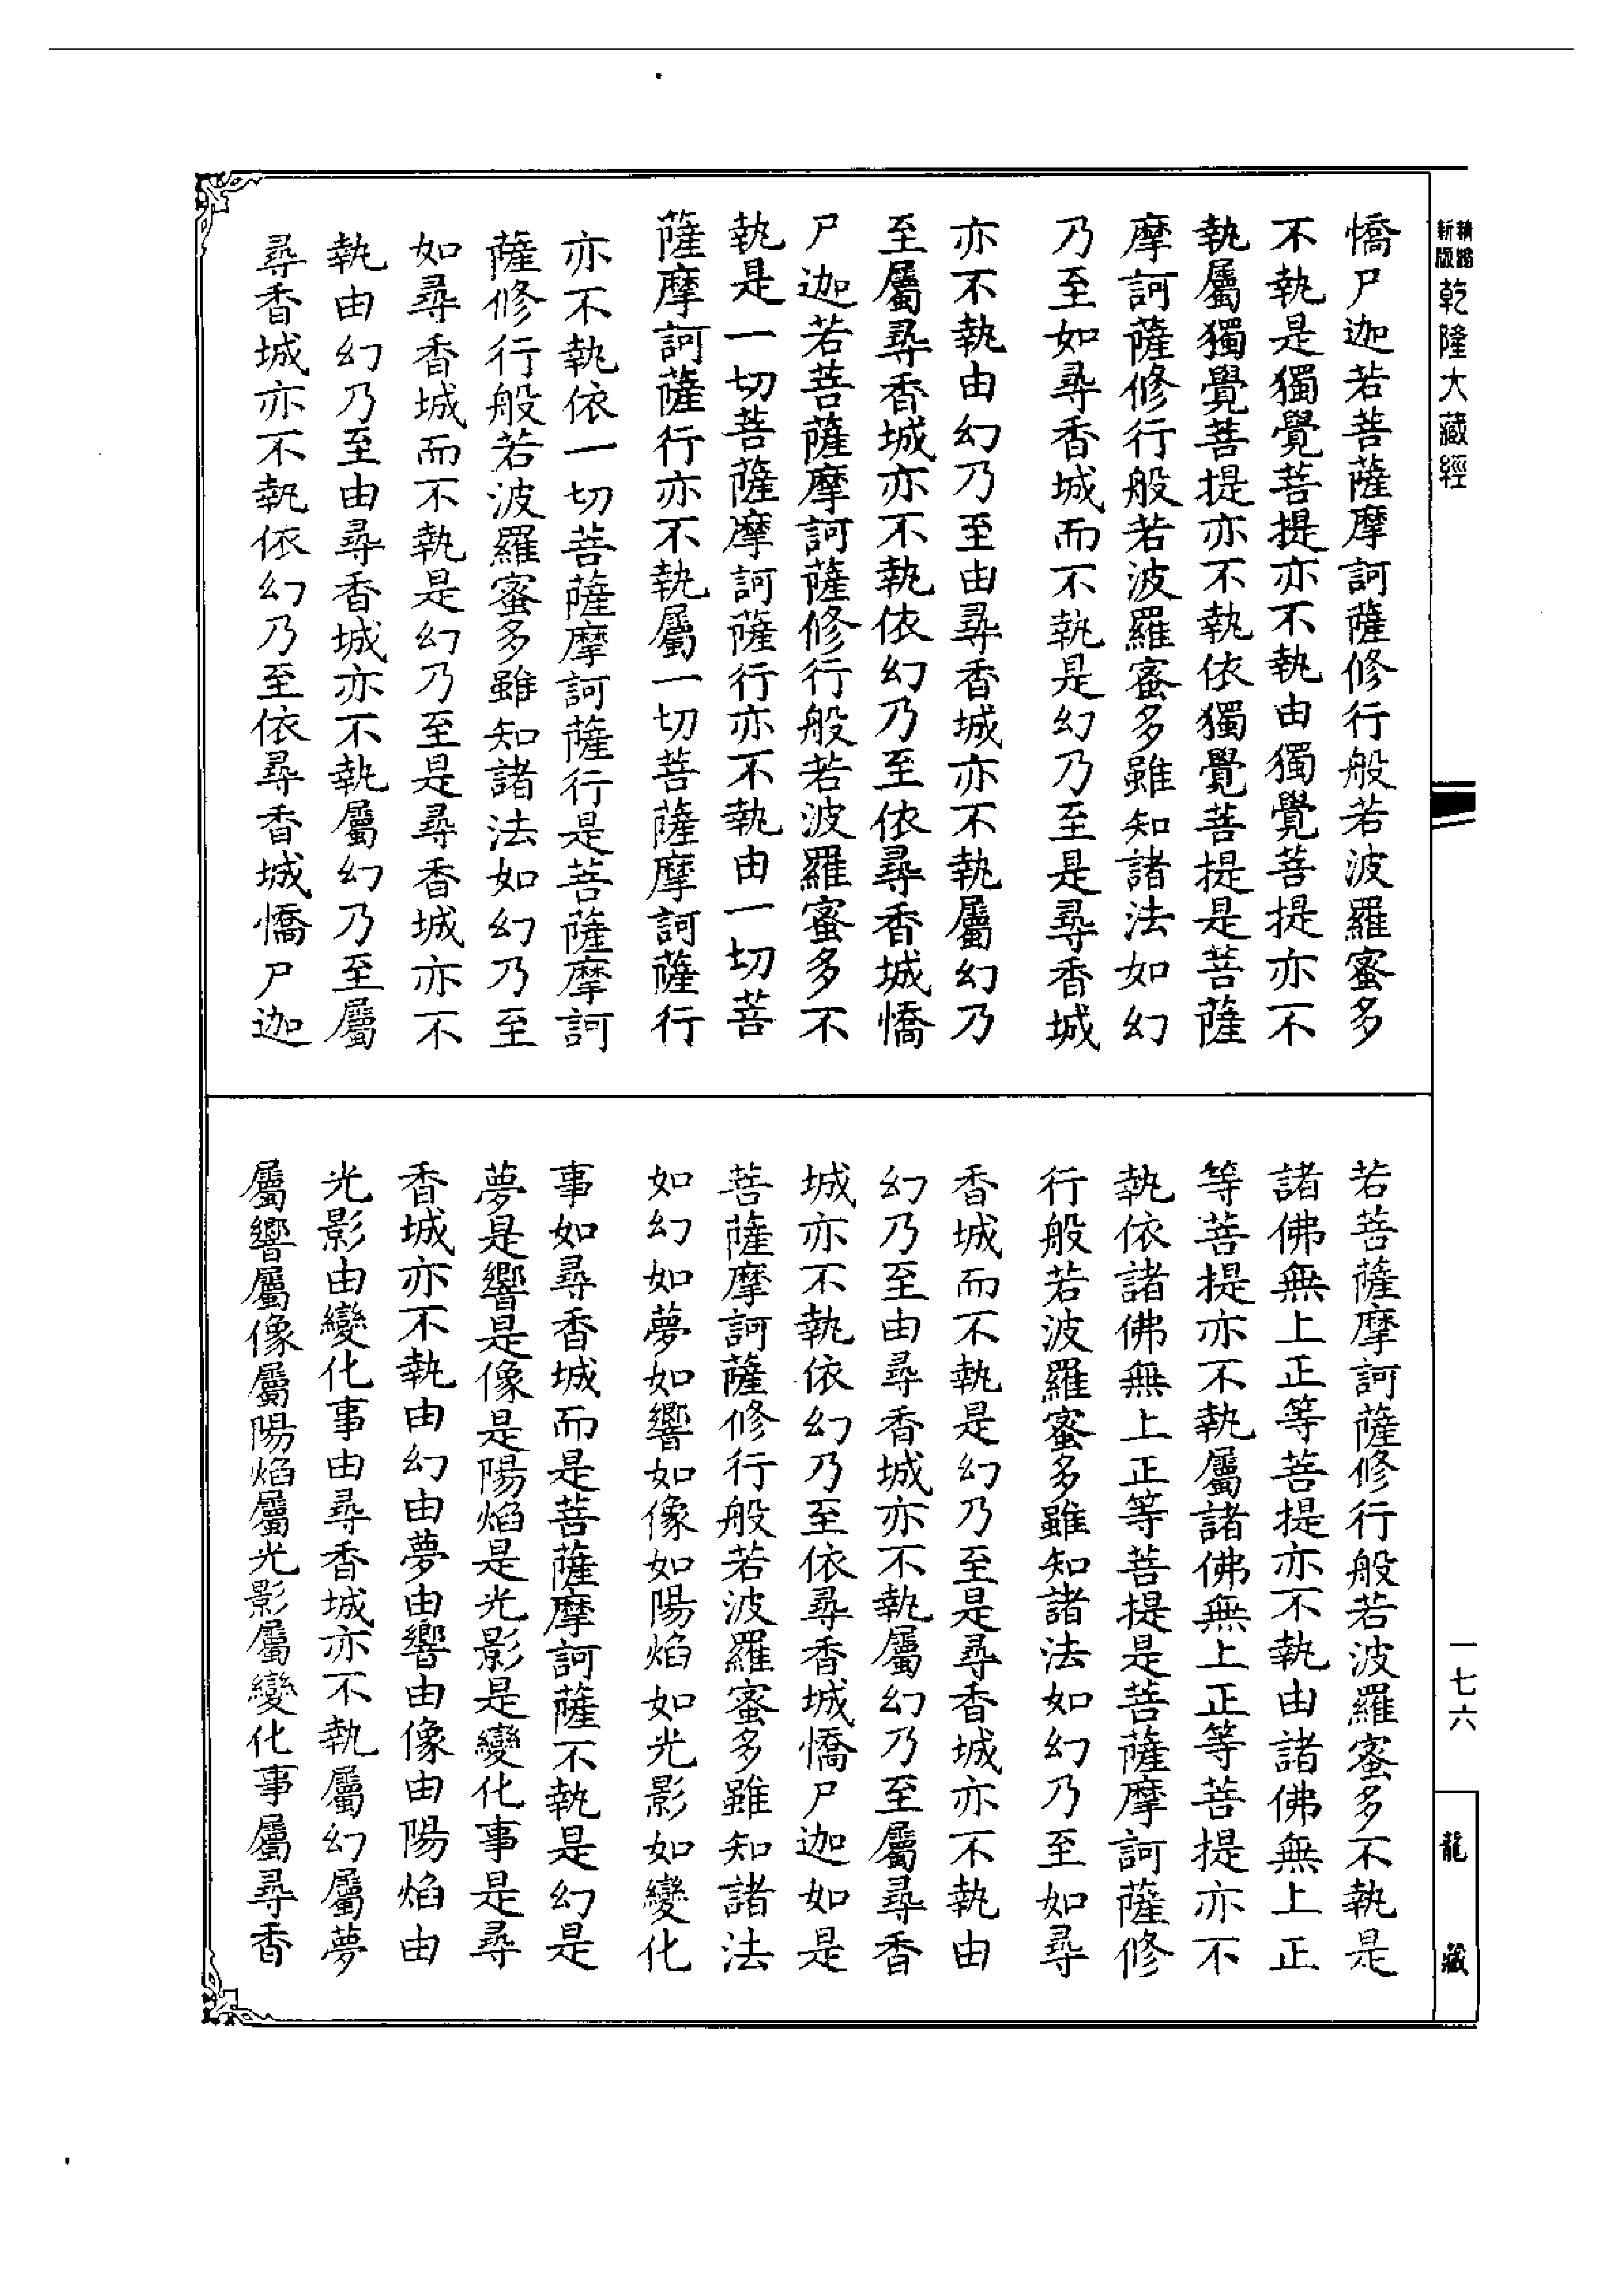 新版
乾隆大藏經
憍尸迦若菩薩摩訶薩修行般若波羅蜜多
不執是獨覺菩提亦不執由獨覺菩提亦不
執屬獨覺菩提亦不執依獨覺菩提是菩薩
摩訶薩修行般若波羅蜜多雖知諸法如幻
乃至如尋香城而不執是幻乃至是尋香城
亦不執由幻乃至由尋香城亦不執屬幻乃
至屬尋香城亦不執依幻乃至依尋香城憍
尸迦若菩薩摩訶薩修行般若波羅蜜多不
執是一切菩薩摩訶薩行亦不執由一切菩
薩摩訶薩行亦不執屬一切菩薩摩訶薩行
亦不執依一切菩薩摩訶薩行是菩薩摩訶
薩修行般若波羅蜜多雖知諸法如幻乃至
如尋香城而不執是幻乃至是尋香城亦不
執由幻乃至由尋香城亦不執屬幻乃至屬
尋香城亦不執依幻乃至依尋香城憍尸迦
若菩薩摩訶薩修行般若波羅蜜多不執是
諸佛無上正等菩提亦不執由諸佛無上正
等菩提亦不執屬諸佛無上正等菩提亦不
執依諸佛無上正等菩提是菩薩摩訶薩修
行般若波羅蜜多雖知諸法如幻乃至如尋
香城而不執是幻乃至是尋香城亦不執由
幻乃至由尋香城亦不執屬幻乃至屬尋香
城亦不執依幻乃至依尋香城憍尸迦如是
菩薩摩訶薩修行般若波羅蜜多雖知諸法
如幻如夢如響如像如陽焰如光影如變化
事如尋香城而是菩薩摩訶薩不執是幻是
夢是響是像是陽焰是光影是變化事是尋
香城亦不執由幻由夢由響由像由陽焰由
光影由變化事由尋香城亦不執屬幻屬夢
屬響屬像屬陽焰屬光影屬變化事屬尋香
一七六
龍藏